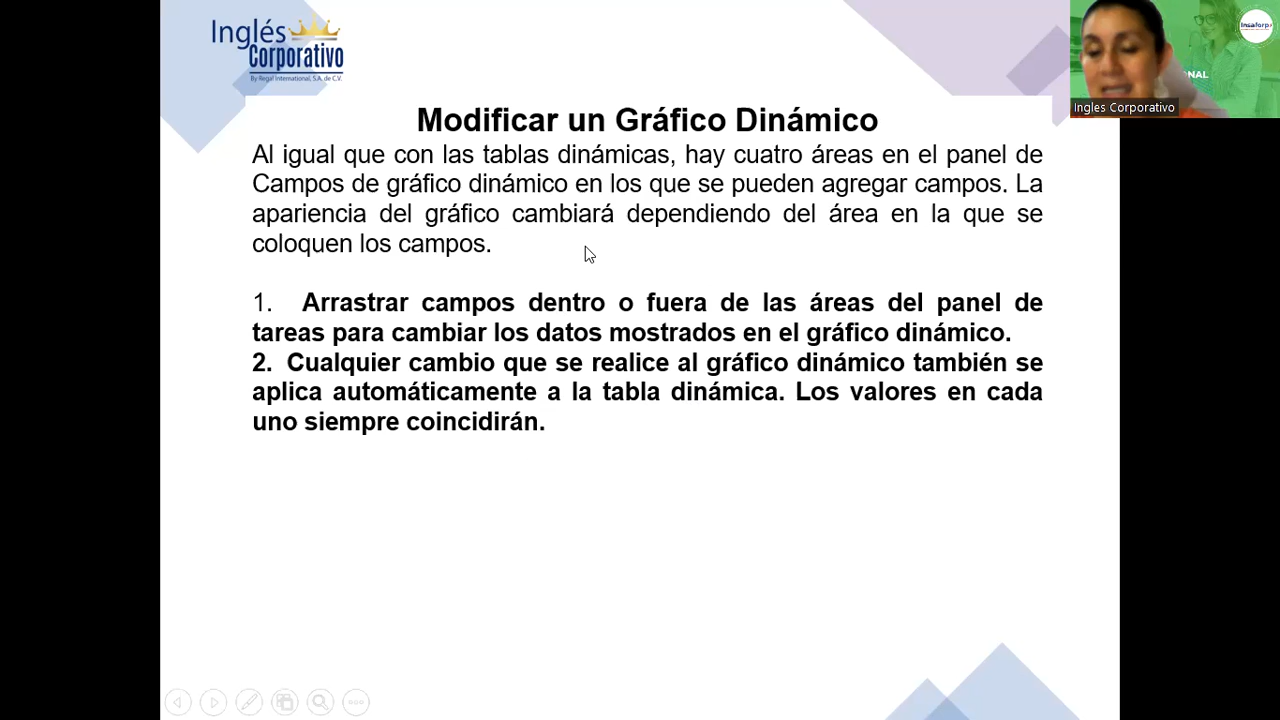 Inglés
Corporativo
By Regal International, S.A. de C.V.
Insaforp
NAL
Ingles Corporativo
Modificar un Gráfico Dinámico
Al igual que con las tablas dinámicas, hay cuatro áreas en el panel de
Campos de gráfico dinámico en los que se pueden agregar campos. La
apariencia del gráfico cambiará dependiendo del área en la que se
coloquen los campos.
1. Arrastrar campos dentro o fuera de las áreas del panel de
tareas para cambiar los datos mostrados en el gráfico dinámico.
2. Cualquier cambio que se realice al gráfico dinámico también se
aplica automáticamente a la tabla dinámica. Los valores en cada
uno siempre coincidirán.